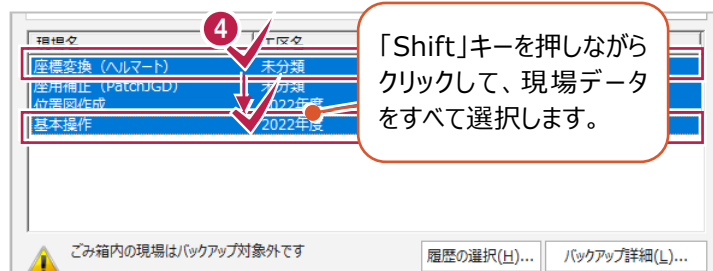 4
現場名
工区名
座標変換（ヘルマート） 未分類
座用補正（PatchJGD） 未分類
位置図作成 2022年度
基本操作 2022年度
「Shift」キーを押しながら
クリックして、現場データ
をすべて選択します。
ごみ箱内の現場はバックアップ対象外です
履歴の選択(H)...
バックアップ詳細(L)...